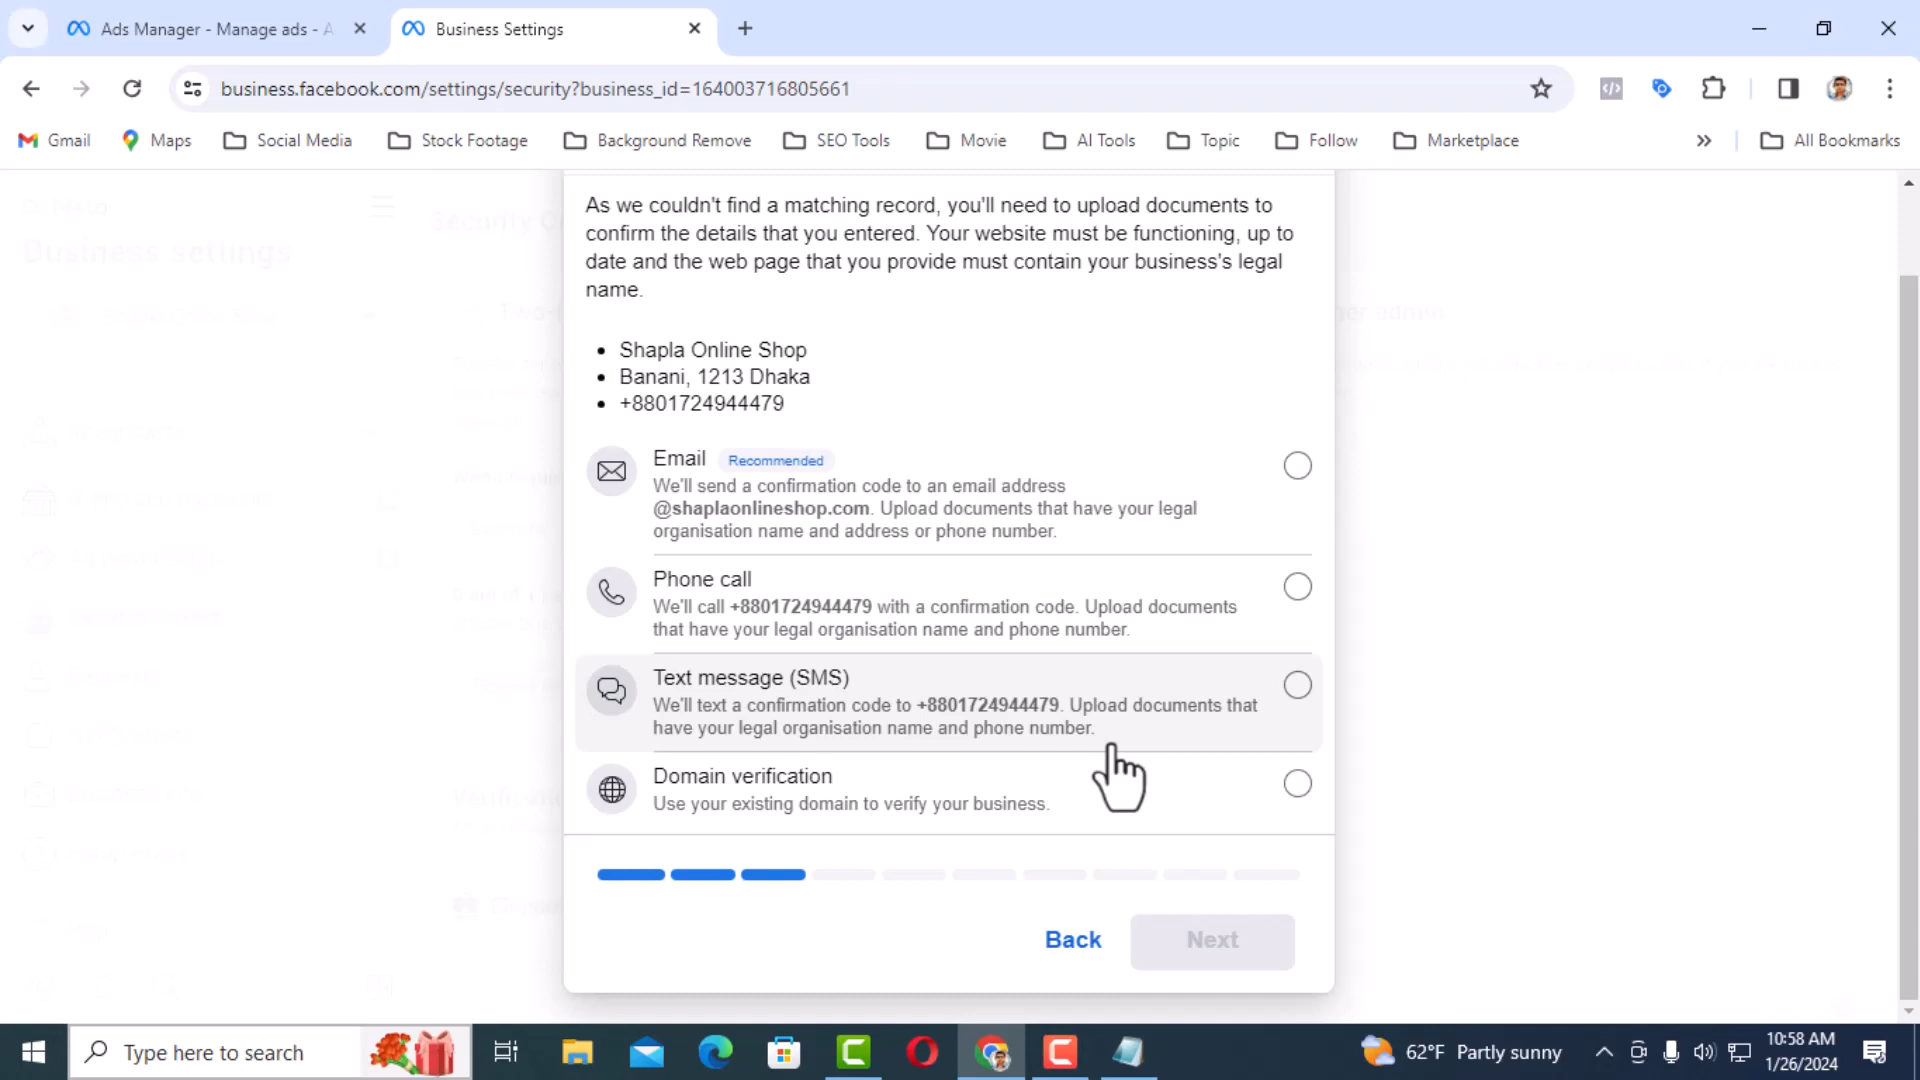 Ads Manager - Manage ads - A
Business Settings
business.facebook.com/settings/security?business_id=164003716805661
Gmail
Maps
Social Media
Stock Footage
Background Remove
SEO Tools
Movie
AI Tools
Topic
Follow
Marketplace
All Bookmarks
Business settings
As we couldn't find a matching record, you'll need to upload documents to
confirm the details that you entered. Your website must be functioning, up to
date and the web page that you provide must contain your business's legal
name.
Shapla Online Shop
Banani, 1213 Dhaka
+8801724944479
Email Recommended
We'll send a confirmation code to an email address
@shaplaonlineshop.com. Upload documents that have your legal
organisation name and address or phone number.
Phone call
We'll call +8801724944479 with a confirmation code. Upload documents
that have your legal organisation name and phone number.
Text message (SMS)
We'll text a confirmation code to +8801724944479. Upload documents that
have your legal organisation name and phone number.
Domain verification
Use your existing domain to verify your business.
Back
Next
Type here to search
62°F Partly sunny
10:58 AM
1/26/2024